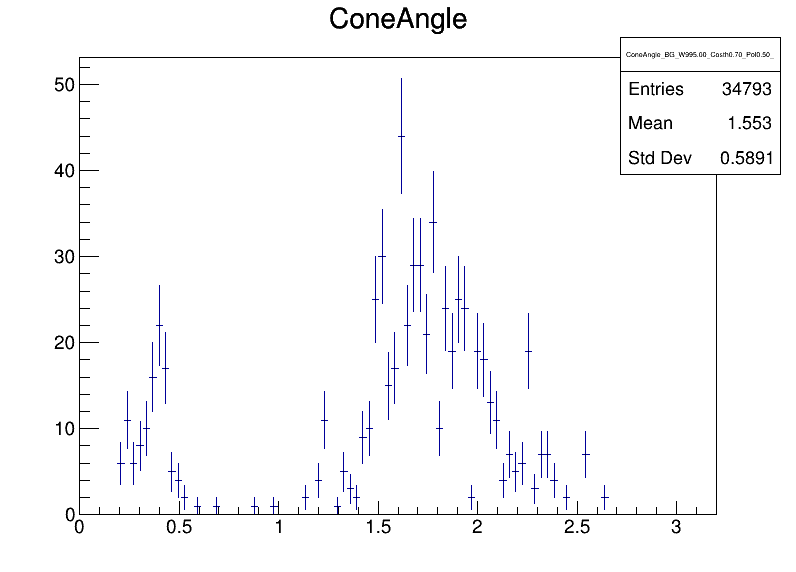 ConeAngle
ConeAngle_BG_W995.00_Costh0.70_Pol0.50_
Entries 34793
Mean 1.553
Std Dev 0.5891
50
40
30
20
10
0
0 0.5 1 1.5 2 2.5 3